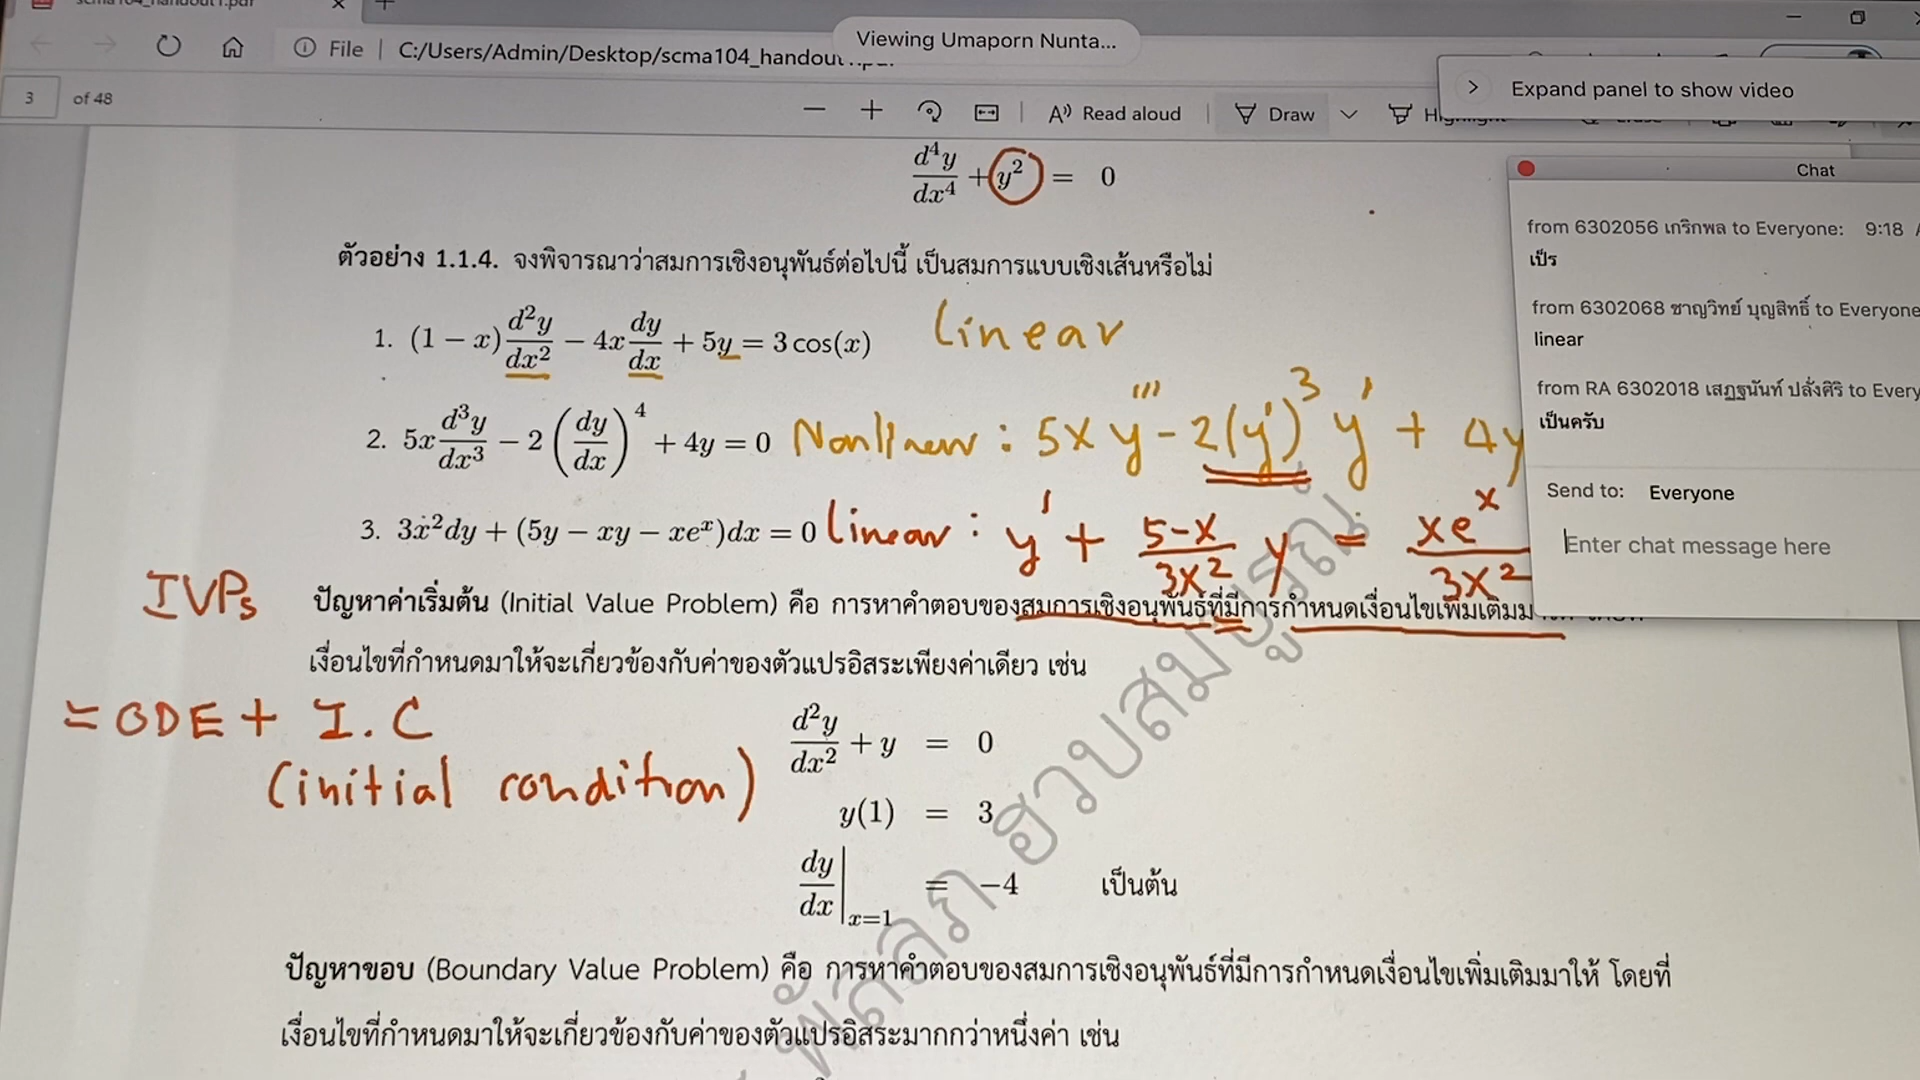 scma104_handout1.pdf
Viewing Umaporn Nunta...
File | C:/Users/Admin/Desktop/scma104_handout
3 of 48
Read aloud
Draw
Expand panel to show video
d⁴y/dx⁴ + y² = 0
ตัวอย่าง 1.1.4. จงพิจารณาว่าสมการเชิงอนุพันธ์ต่อไปนี้ เป็นสมการแบบเชิงเส้นหรือไม่
1. (1 − x) d²y/dx² − 4x dy/dx + 5y = 3 cos(x) linear
2. 5x d³y/dx³ − 2 (dy/dx)⁴ + 4y = 0 Nonlinear : 5x y''' − 2(y')³ y' + 4y
3. 3x²dy + (5y − xy − xeˣ)dx = 0 linear : y' + (5−x)/(3x²) y = xeˣ/(3x²)
IVPs
ปัญหาค่าเริ่มต้น (Initial Value Problem) คือ การหาคำตอบของสมการเชิงอนุพันธ์ที่มีการกำหนดเงื่อนไขเพิ่มเติมม
เงื่อนไขที่กำหนดมาให้จะเกี่ยวข้องกับค่าของตัวแปรอิสระเพียงค่าเดียว เช่น
= ODE + I.C
(initial condition)
d²y/dx² + y = 0
y(1) = 3
dy/dx |x=1 = −4 เป็นต้น
ปัญหาขอบ (Boundary Value Problem) คือ การหาคำตอบของสมการเชิงอนุพันธ์ที่มีการกำหนดเงื่อนไขเพิ่มเติมมาให้ โดยที่
เงื่อนไขที่กำหนดมาให้จะเกี่ยวข้องกับค่าของตัวแปรอิสระมากกว่าหนึ่งค่า เช่น
Chat
from 6302056 เกริกพล to Everyone: 9:18
เป็ร
from 6302068 ชาญวิทย์ บุญสิทธิ์ to Everyone
linear
from RA 6302018 เสฏฐนันท์ ปลั่งศิริ to Every
เป็นครับ
Send to: Everyone
Enter chat message here
ฮวบสมบูรณ์